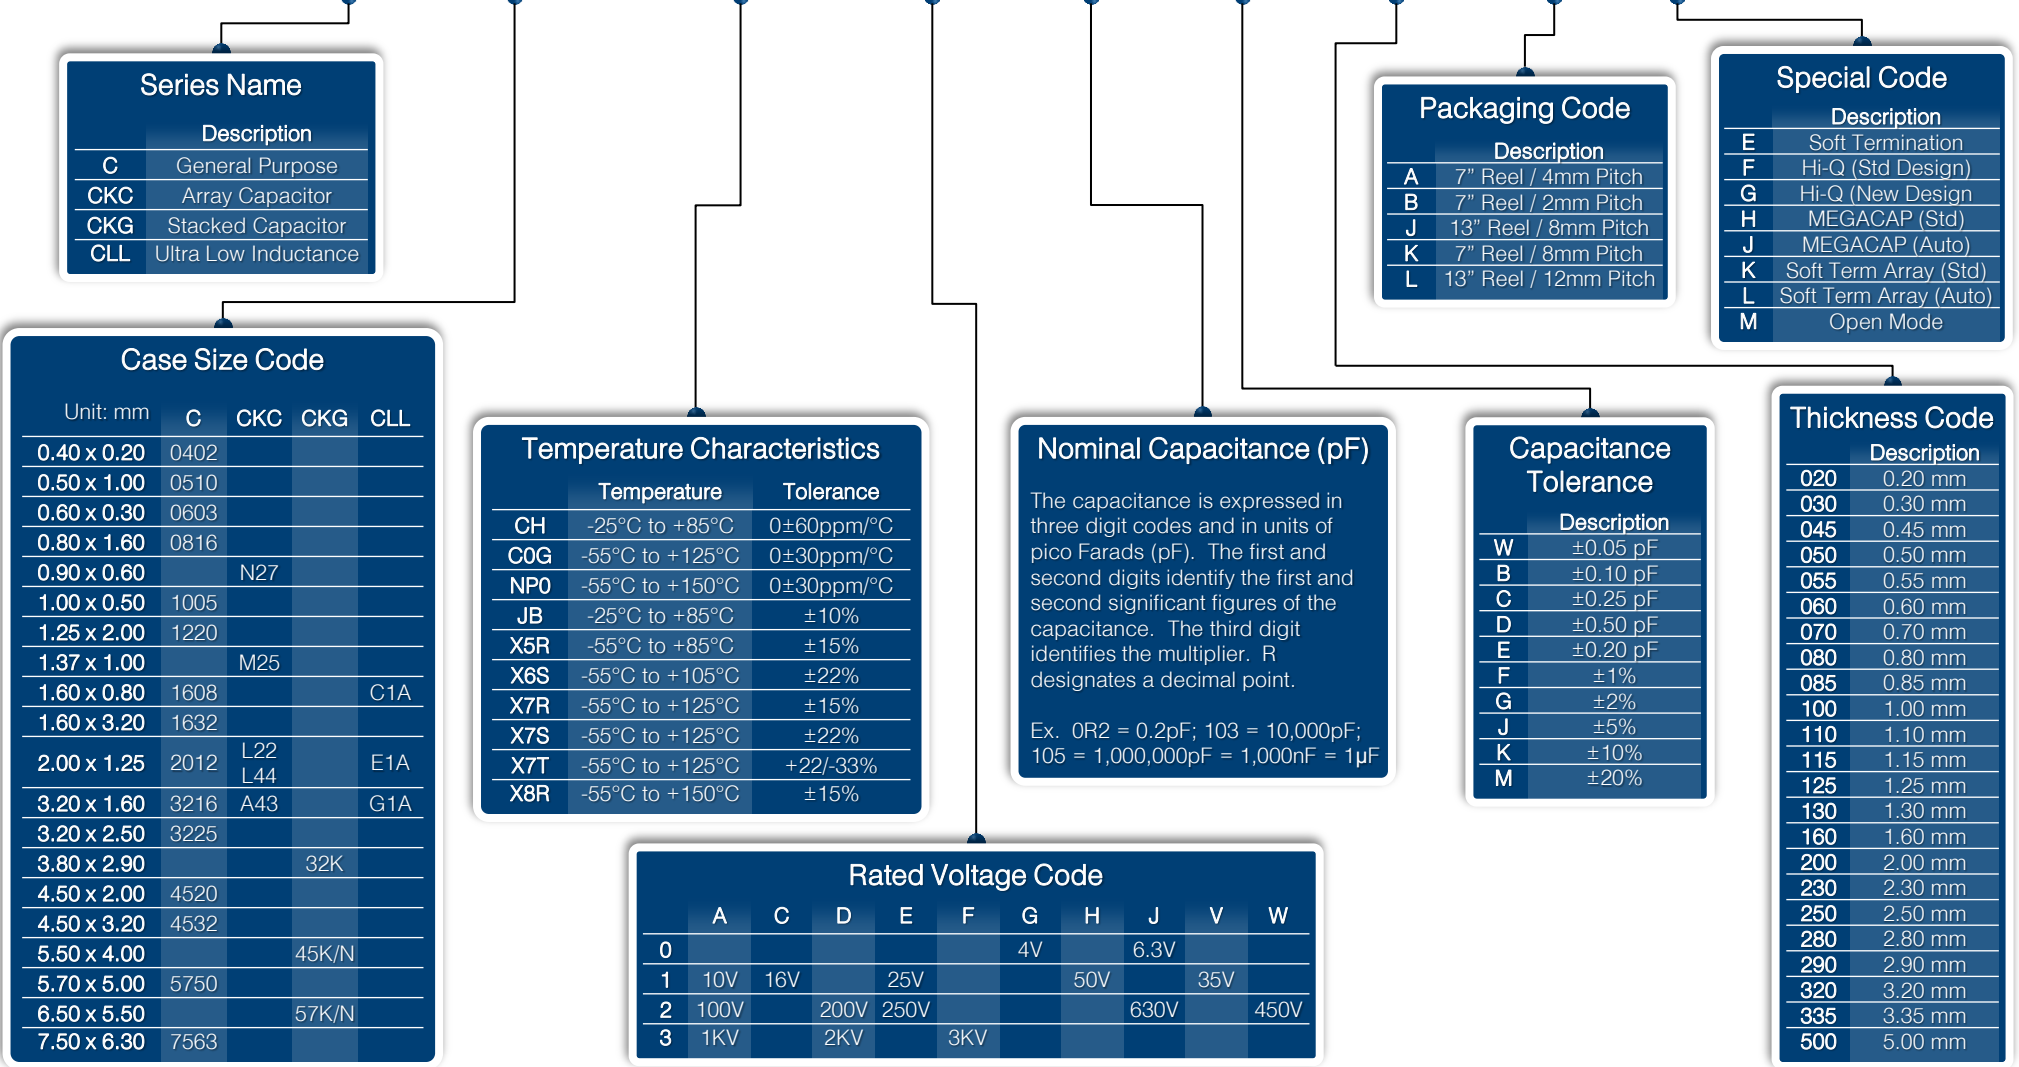 Series Name
Description
C General Purpose
CKC Array Capacitor
CKG Stacked Capacitor
CLL Ultra Low Inductance
Case Size Code
Unit: mm C CKC CKG CLL
0.40 x 0.20 0402
0.50 x 1.00 0510
0.60 x 0.30 0603
0.80 x 1.60 0816
0.90 x 0.60 N27
1.00 x 0.50 1005
1.25 x 2.00 1220
1.37 x 1.00 M25
1.60 x 0.80 1608 C1A
1.60 x 3.20 1632
2.00 x 1.25 2012 L22 L44 E1A
3.20 x 1.60 3216 A43 G1A
3.20 x 2.50 3225
3.80 x 2.90 32K
4.50 x 2.00 4520
4.50 x 3.20 4532
5.50 x 4.00 45K/N
5.70 x 5.00 5750
6.50 x 5.50 57K/N
7.50 x 6.30 7563
Temperature Characteristics
Temperature Tolerance
CH -25°C to +85°C 0±60ppm/°C
C0G -55°C to +125°C 0±30ppm/°C
NP0 -55°C to +150°C 0±30ppm/°C
JB -25°C to +85°C ±10%
X5R -55°C to +85°C ±15%
X6S -55°C to +105°C ±22%
X7R -55°C to +125°C ±15%
X7S -55°C to +125°C ±22%
X7T -55°C to +125°C +22/-33%
X8R -55°C to +150°C ±15%
Rated Voltage Code
A C D E F G H J V W
0 4V 6.3V
1 10V 16V 25V 50V 35V
2 100V 200V 250V 630V 450V
3 1KV 2KV 3KV
Nominal Capacitance (pF)
The capacitance is expressed in
three digit codes and in units of
pico Farads (pF). The first and
second digits identify the first and
second significant figures of the
capacitance. The third digit
identifies the multiplier. R
designates a decimal point.
Ex. 0R2 = 0.2pF; 103 = 10,000pF;
105 = 1,000,000pF = 1,000nF = 1µF
Capacitance
Tolerance
Description
W ±0.05 pF
B ±0.10 pF
C ±0.25 pF
D ±0.50 pF
E ±0.20 pF
F ±1%
G ±2%
J ±5%
K ±10%
M ±20%
Packaging Code
Description
A 7” Reel / 4mm Pitch
B 7” Reel / 2mm Pitch
J 13” Reel / 8mm Pitch
K 7” Reel / 8mm Pitch
L 13” Reel / 12mm Pitch
Special Code
Description
E Soft Termination
F Hi-Q (Std Design)
G Hi-Q (New Design
H MEGACAP (Std)
J MEGACAP (Auto)
K Soft Term Array (Std)
L Soft Term Array (Auto)
M Open Mode
Thickness Code
Description
020 0.20 mm
030 0.30 mm
045 0.45 mm
050 0.50 mm
055 0.55 mm
060 0.60 mm
070 0.70 mm
080 0.80 mm
085 0.85 mm
100 1.00 mm
110 1.10 mm
115 1.15 mm
125 1.25 mm
130 1.30 mm
160 1.60 mm
200 2.00 mm
230 2.30 mm
250 2.50 mm
280 2.80 mm
290 2.90 mm
320 3.20 mm
335 3.35 mm
500 5.00 mm